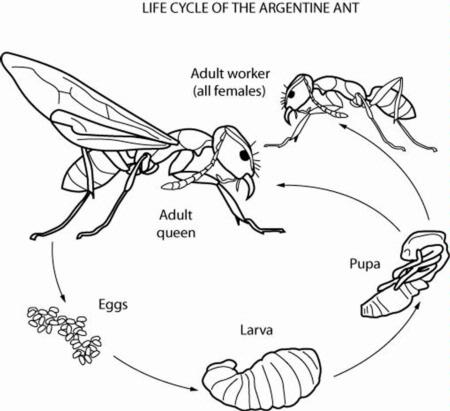 LIFE CYCLE OF THE ARGENTINE ANT
Adult worker
(all females)
Adult
queen
Pupa
Eggs
Larva